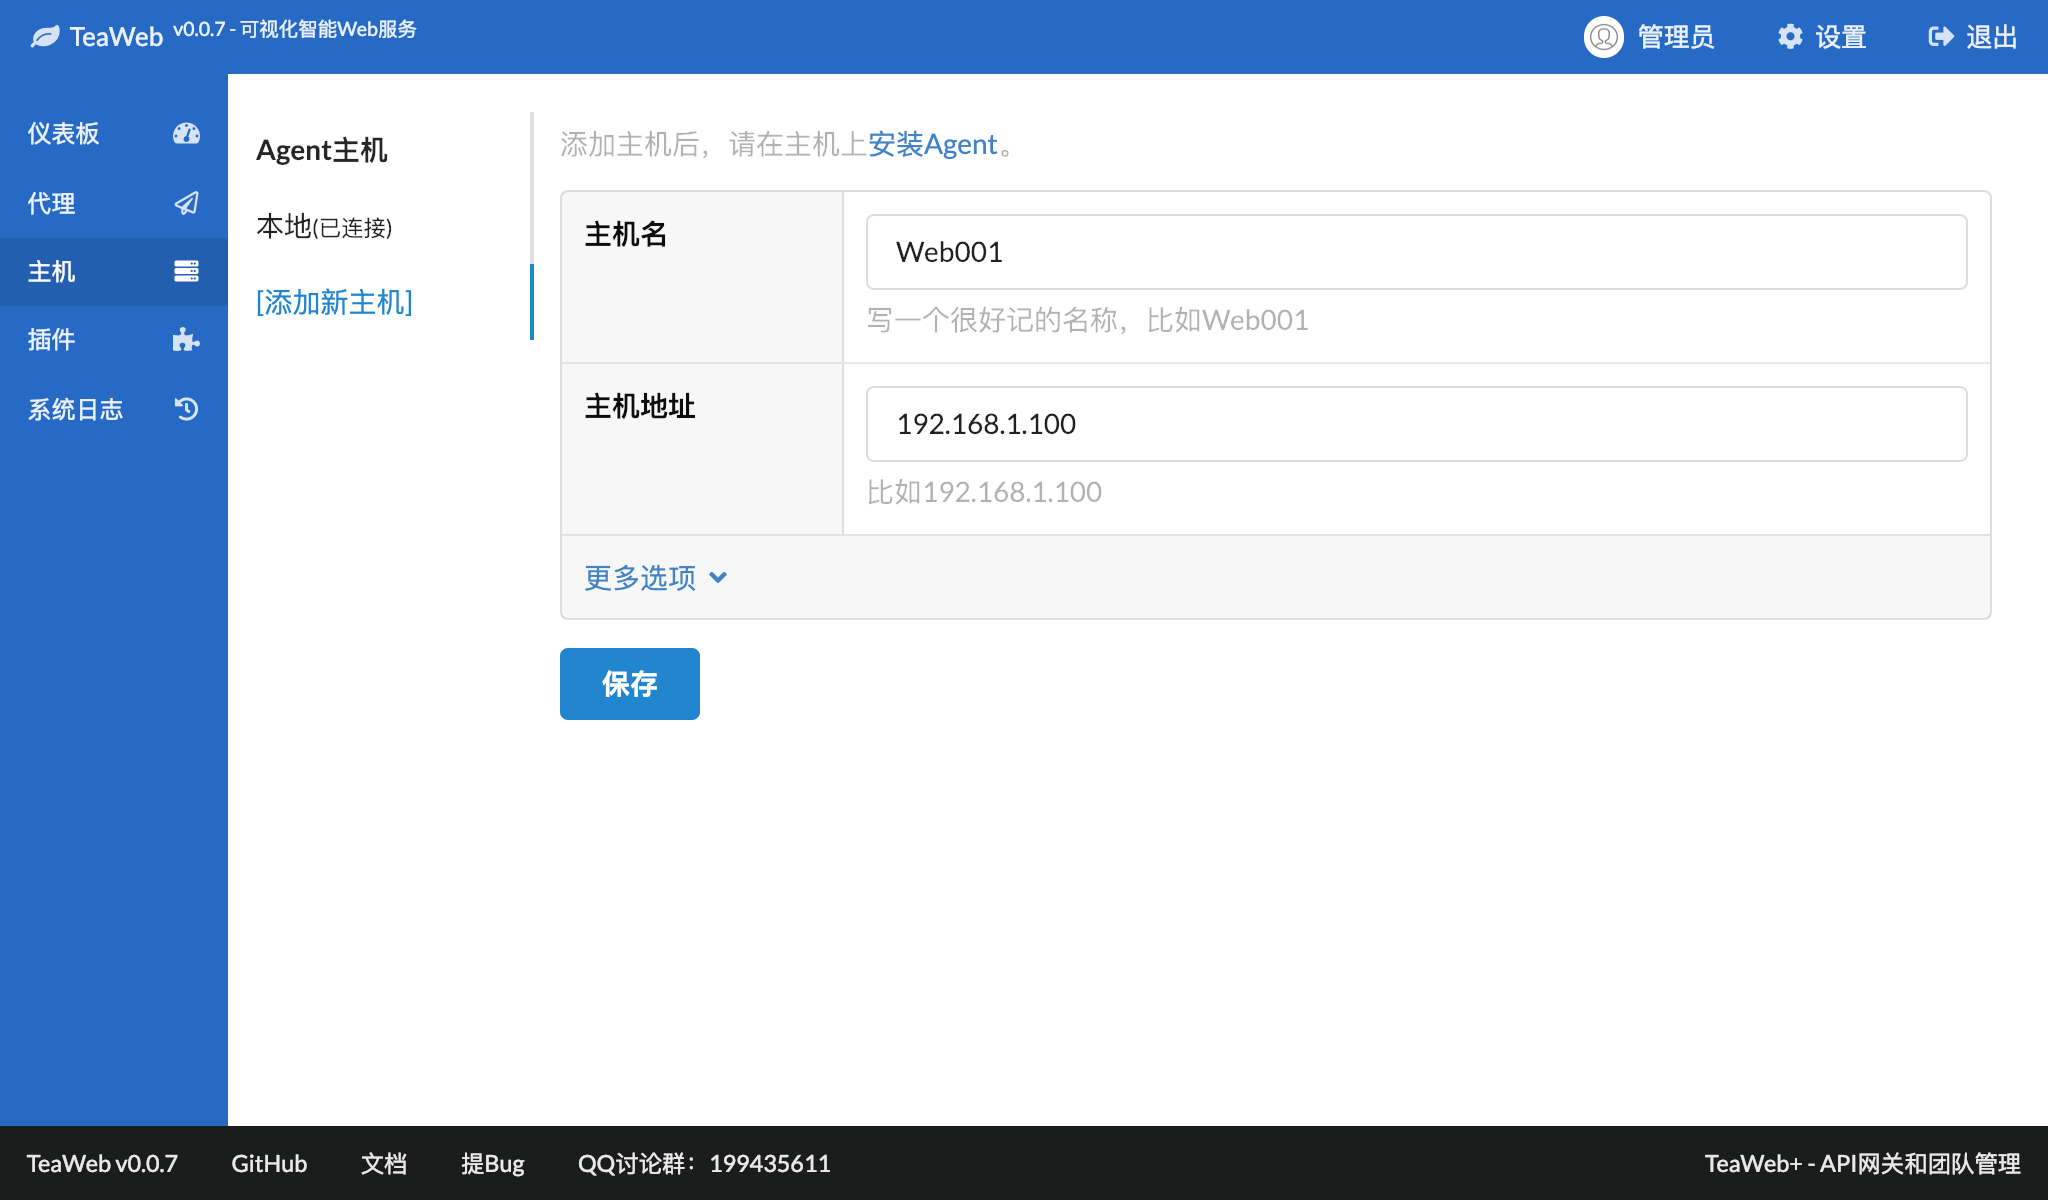 TeaWeb v0.0.7 - 可视化智能Web服务
管理员 设置 退出
仪表板
代理
主机
插件
系统日志
Agent主机
本地(已连接)
[添加新主机]
添加主机后，请在主机上安装Agent。
主机名
Web001
写一个很好记的名称，比如Web001
主机地址
192.168.1.100
比如192.168.1.100
更多选项
保存
TeaWeb v0.0.7 GitHub 文档 提Bug QQ讨论群：199435611 TeaWeb+ - API网关和团队管理